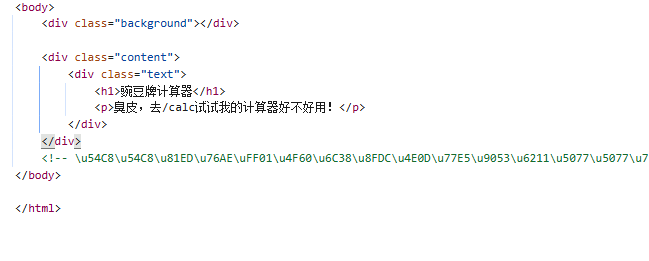 <body>
<div class="background"></div>
<div class="content">
<div class="text">
<h1>豌豆牌计算器</h1>
<p>臭皮，去/calc试试我的计算器好不好用！</p>
</div>
</div>
<!-- \u54C8\u54C8\u81ED\u76AE\uFF01\u4F60\u6C38\u8FDC\u4E0D\u77E5\u9053\u6211\u5077\u5077\u7
</body>
</html>